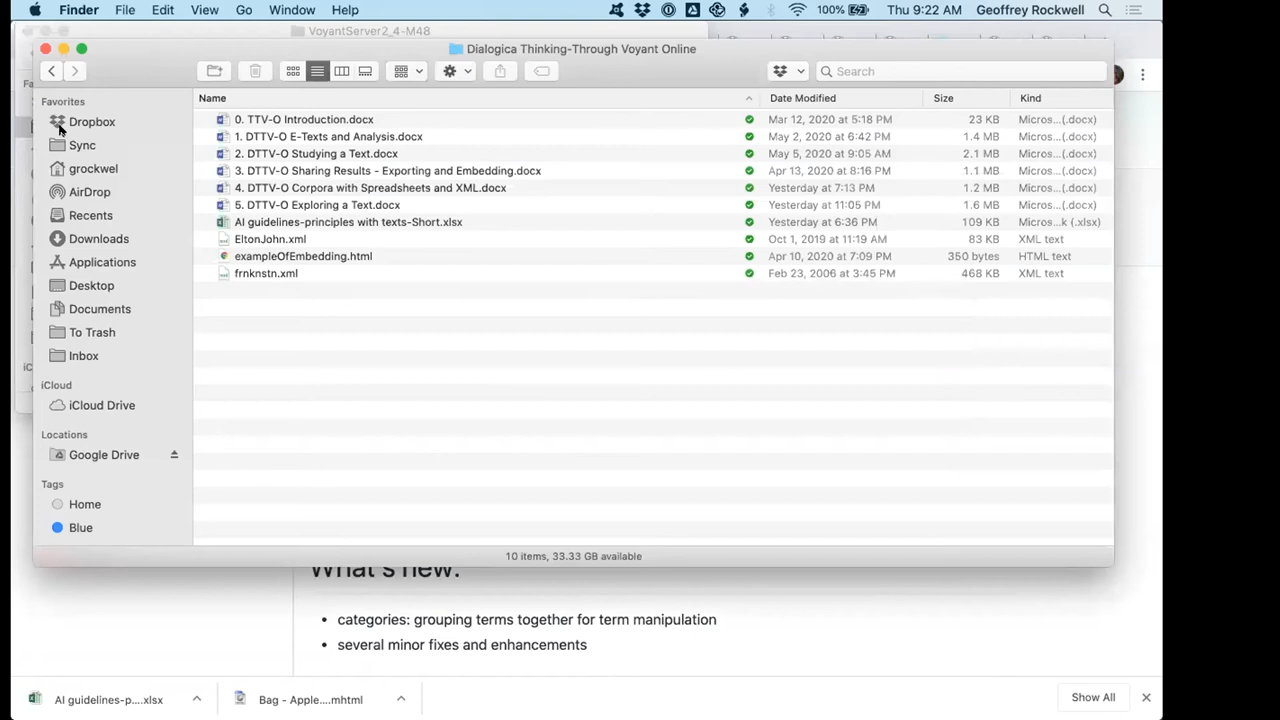 Finder File Edit View Go Window Help 100% Thu 9:22 AM Geoffrey Rockwell
VoyantServer2_4-M48
Dialogica Thinking-Through Voyant Online
Search
Favorites
Dropbox
Sync
grockwel
AirDrop
Recents
Downloads
Applications
Desktop
Documents
To Trash
Inbox
iCloud
iCloud Drive
Locations
Google Drive
Tags
Home
Blue
Name Date Modified Size Kind
0. TTV-O Introduction.docx Mar 12, 2020 at 5:18 PM 23 KB Micros...(.docx)
1. DTTV-O E-Texts and Analysis.docx May 2, 2020 at 6:42 PM 1.4 MB Micros...(.docx)
2. DTTV-O Studying a Text.docx May 5, 2020 at 9:05 AM 2.1 MB Micros...(.docx)
3. DTTV-O Sharing Results - Exporting and Embedding.docx Apr 13, 2020 at 8:16 PM 1.1 MB Micros...(.docx)
4. DTTV-O Corpora with Spreadsheets and XML.docx Yesterday at 7:13 PM 1.2 MB Micros...(.docx)
5. DTTV-O Exploring a Text.docx Yesterday at 11:05 PM 1.6 MB Micros...(.docx)
AI guidelines-principles with texts-Short.xlsx Yesterday at 6:36 PM 109 KB Micros...k (.xlsx)
EltonJohn.xml Oct 1, 2019 at 11:19 AM 83 KB XML text
exampleOfEmbedding.html Apr 10, 2020 at 7:09 PM 350 bytes HTML text
frnknstn.xml Feb 23, 2006 at 3:45 PM 468 KB XML text
10 items, 33.33 GB available
What's new?
• categories: grouping terms together for term manipulation
• several minor fixes and enhancements
AI guidelines-p....xlsx Bag - Apple....mhtml Show All